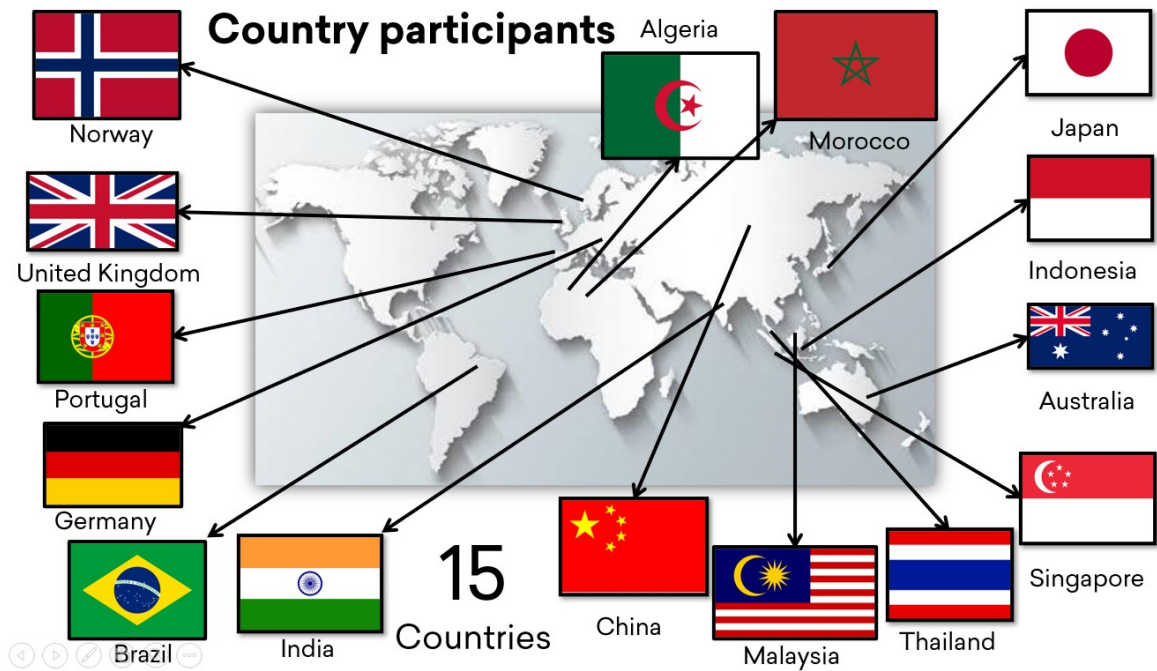 Country participants
Algeria
Norway
Morocco
Japan
United Kingdom
Indonesia
Portugal
Australia
Germany
15
Countries
Singapore
Brazil
India
China
Malaysia
Thailand